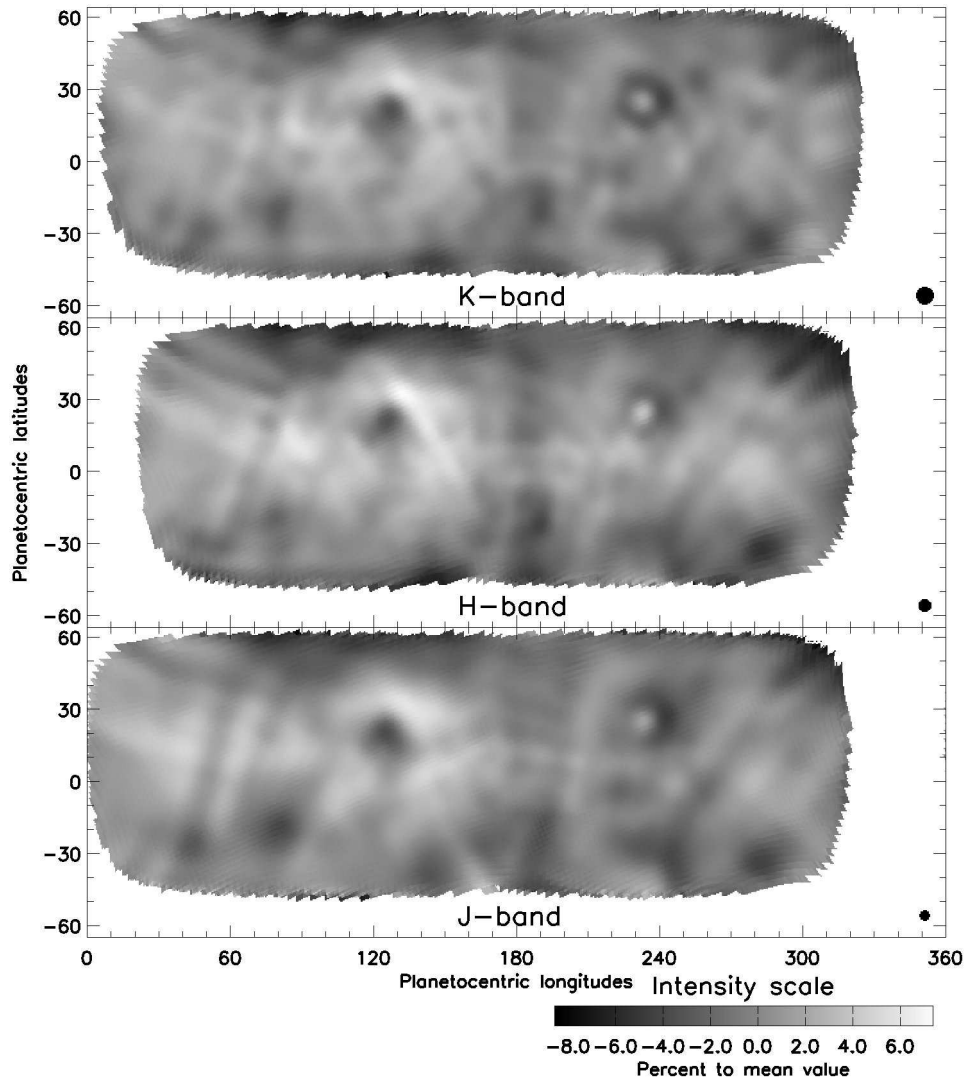 60
30
0
−30
−60
K−band
60
30
0
−30
−60
H−band
60
30
0
−30
−60
J−band
Planetocentric latitudes
0 60 120 180 240 300 360
Planetocentric longitudes
Intensity scale
−8.0 −6.0 −4.0 −2.0 0.0 2.0 4.0 6.0
Percent to mean value